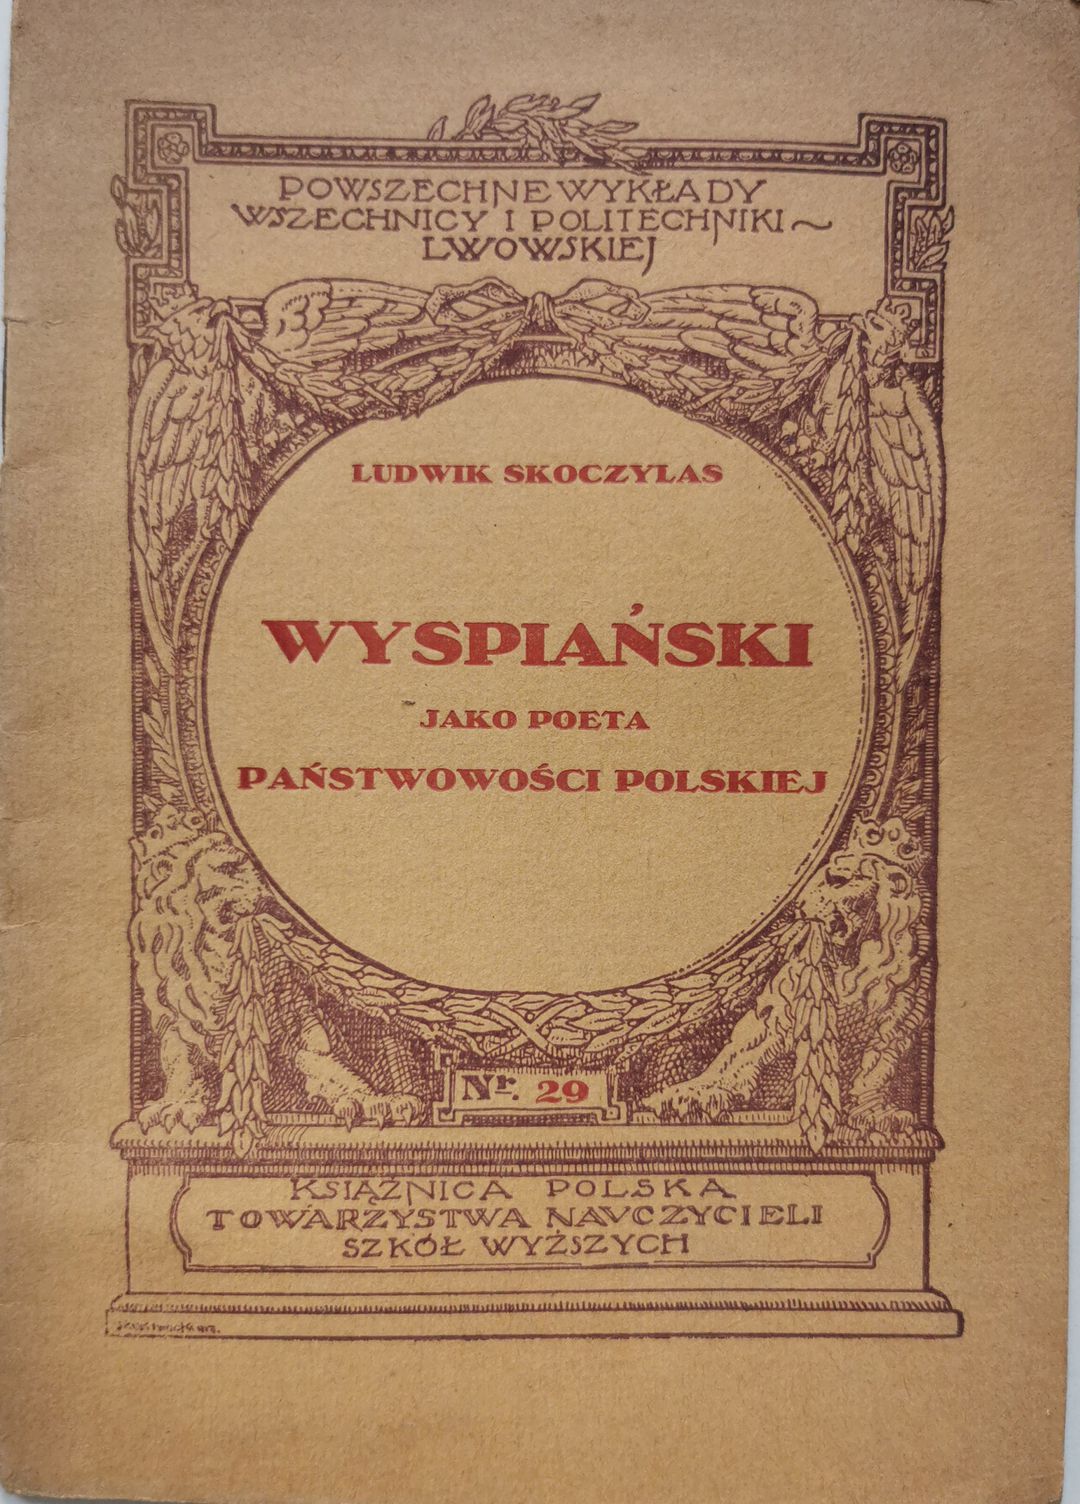 POWSZECHNE WYKŁADY
WSZECHNICY I POLITECHNIKI ~
LWOWSKIEJ
LUDWIK SKOCZYLAS
WYSPIAŃSKI
JAKO POETA
PAŃSTWOWOŚCI POLSKIEJ
Nr. 29
KSIĄŻNICA POLSKA
TOWARZYSTWA NAUCZYCIELI
SZKÓŁ WYŻSZYCH